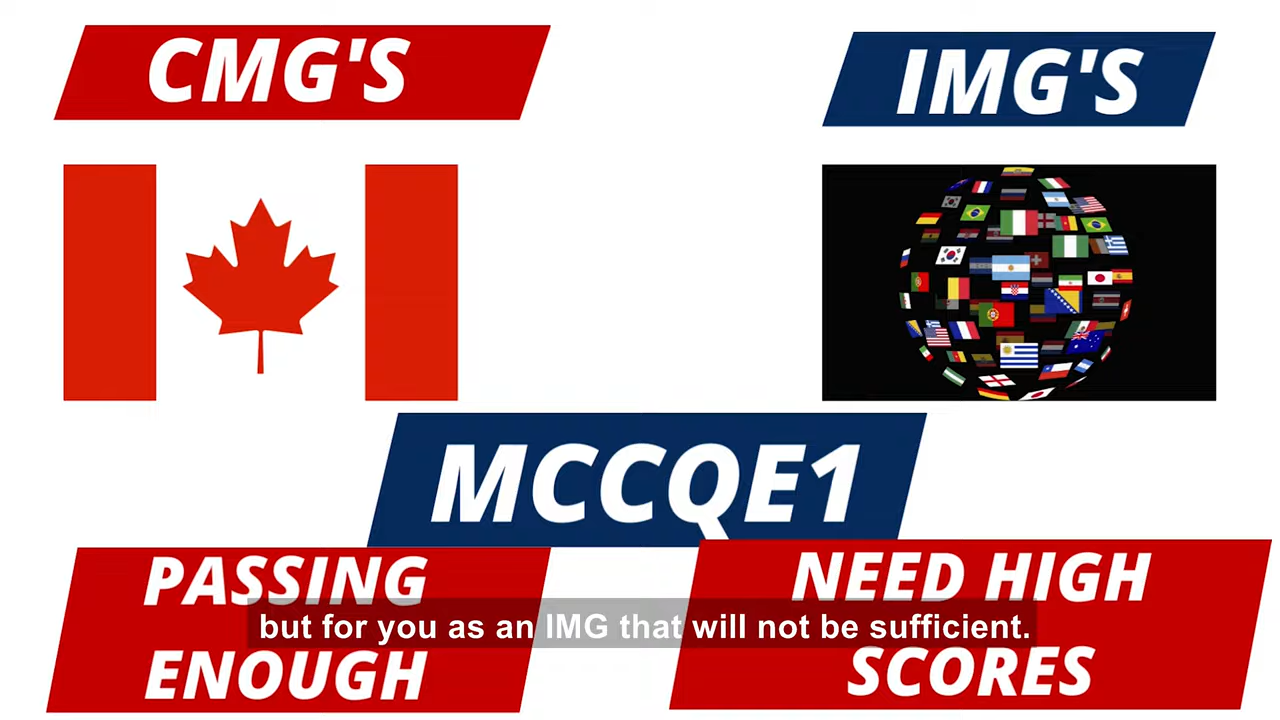 CMG'S
IMG'S
MCCQE1
PASSING
ENOUGH
NEED HIGH
SCORES
but for you as an IMG that will not be sufficient.